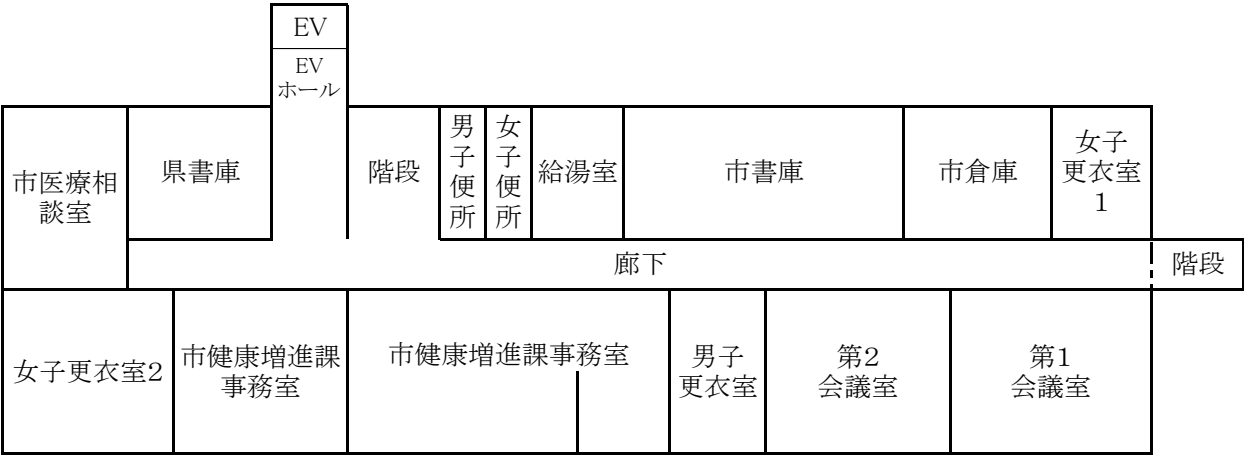 EV
EV
ホール
市医療相
談室
県書庫
階段
男子便所
女子便所
給湯室
市書庫
市倉庫
女子
更衣室
1
廊下
階段
女子更衣室2
市健康増進課
事務室
市健康増進課事務室
男子
更衣室
第2
会議室
第1
会議室